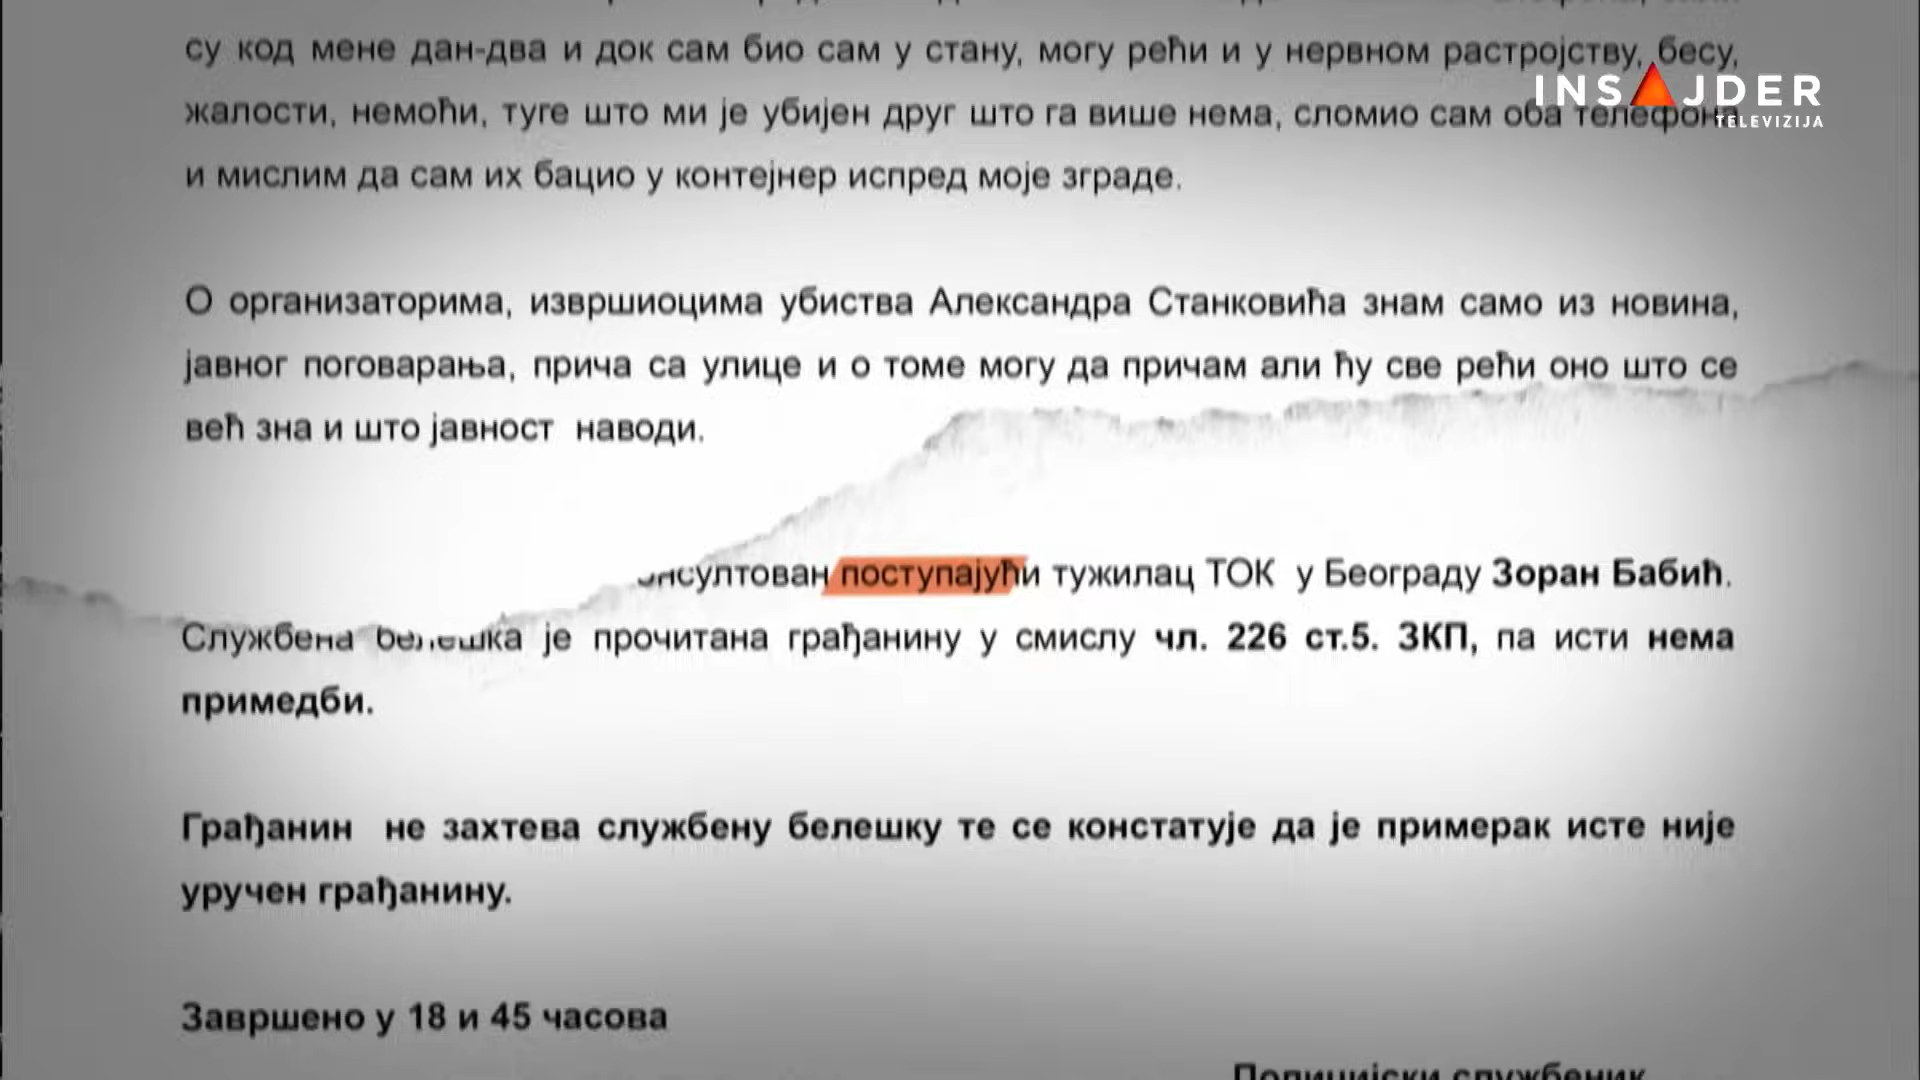 су код мене дан-два и док сам био сам у стану, могу рећи и у нервном растројству, бесу,
жалости, немоћи, туге што ми је убијен друг што га више нема, сломио сам оба телефона
и мислим да сам их бацио у контејнер испред моје зграде.
INSAJDER
TELEVIZIJA
О организаторима, извршиоцима убиства Александра Станковића знам само из новина,
јавног поговарања, прича са улице и о томе могу да причам али ћу све рећи оно што се
већ зна и што јавност наводи.
поступајући тужилац ТОК у Београду Зоран Бабић.
Службена белешка је прочитана грађанину у смислу чл. 226 ст.5. ЗКП, па исти нема
примедби.
Грађанин не захтева службену белешку те се констатује да је примерак исте није
уручен грађанину.
Завршено у 18 и 45 часова
Полицијски службеник